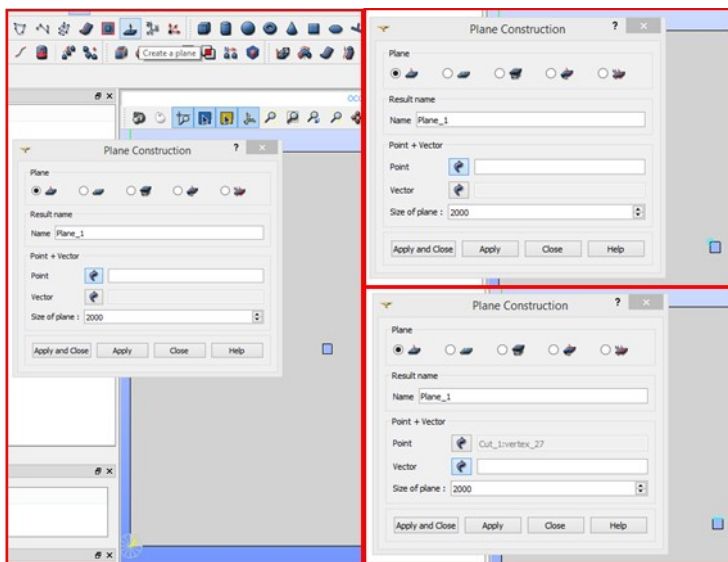 Create a plane
OCC
Plane Construction
?
Plane
Result name
Name Plane_1
Point + Vector
Point
Vector
Size of plane : 2000
Apply and Close Apply Close Help
Plane Construction
?
Plane
Result name
Name Plane_1
Point + Vector
Point
Vector
Size of plane : 2000
Apply and Close Apply Close Help
Plane Construction
?
Plane
Result name
Name Plane_1
Point + Vector
Point Cut_1:vertex_27
Vector
Size of plane : 2000
Apply and Close Apply Close Help